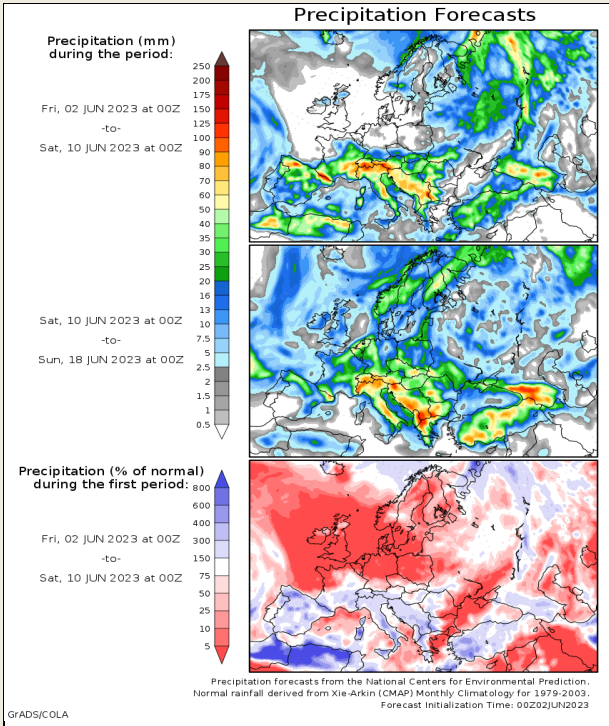 Precipitation Forecasts
Precipitation (mm)
during the period:
Fri, 02 JUN 2023 at 00Z
-to-
Sat, 10 JUN 2023 at 00Z
250
200
175
150
125
100
90
80
70
60
50
40
35
30
25
20
16
13
10
7.5
5
2.5
2
1.5
1
0.5
Sat, 10 JUN 2023 at 00Z
-to-
Sun, 18 JUN 2023 at 00Z
Precipitation (% of normal)
during the first period:
Fri, 02 JUN 2023 at 00Z
-to-
Sat, 10 JUN 2023 at 00Z
800
600
400
300
150
75
50
25
10
5
Precipitation forecasts from the National Centers for Environmental Prediction.
Normal rainfall derived from Xie-Arkin (CMAP) Monthly Climatology for 1979-2003.
Forecast Initialization Time: 00Z02JUN2023
GrADS/COLA